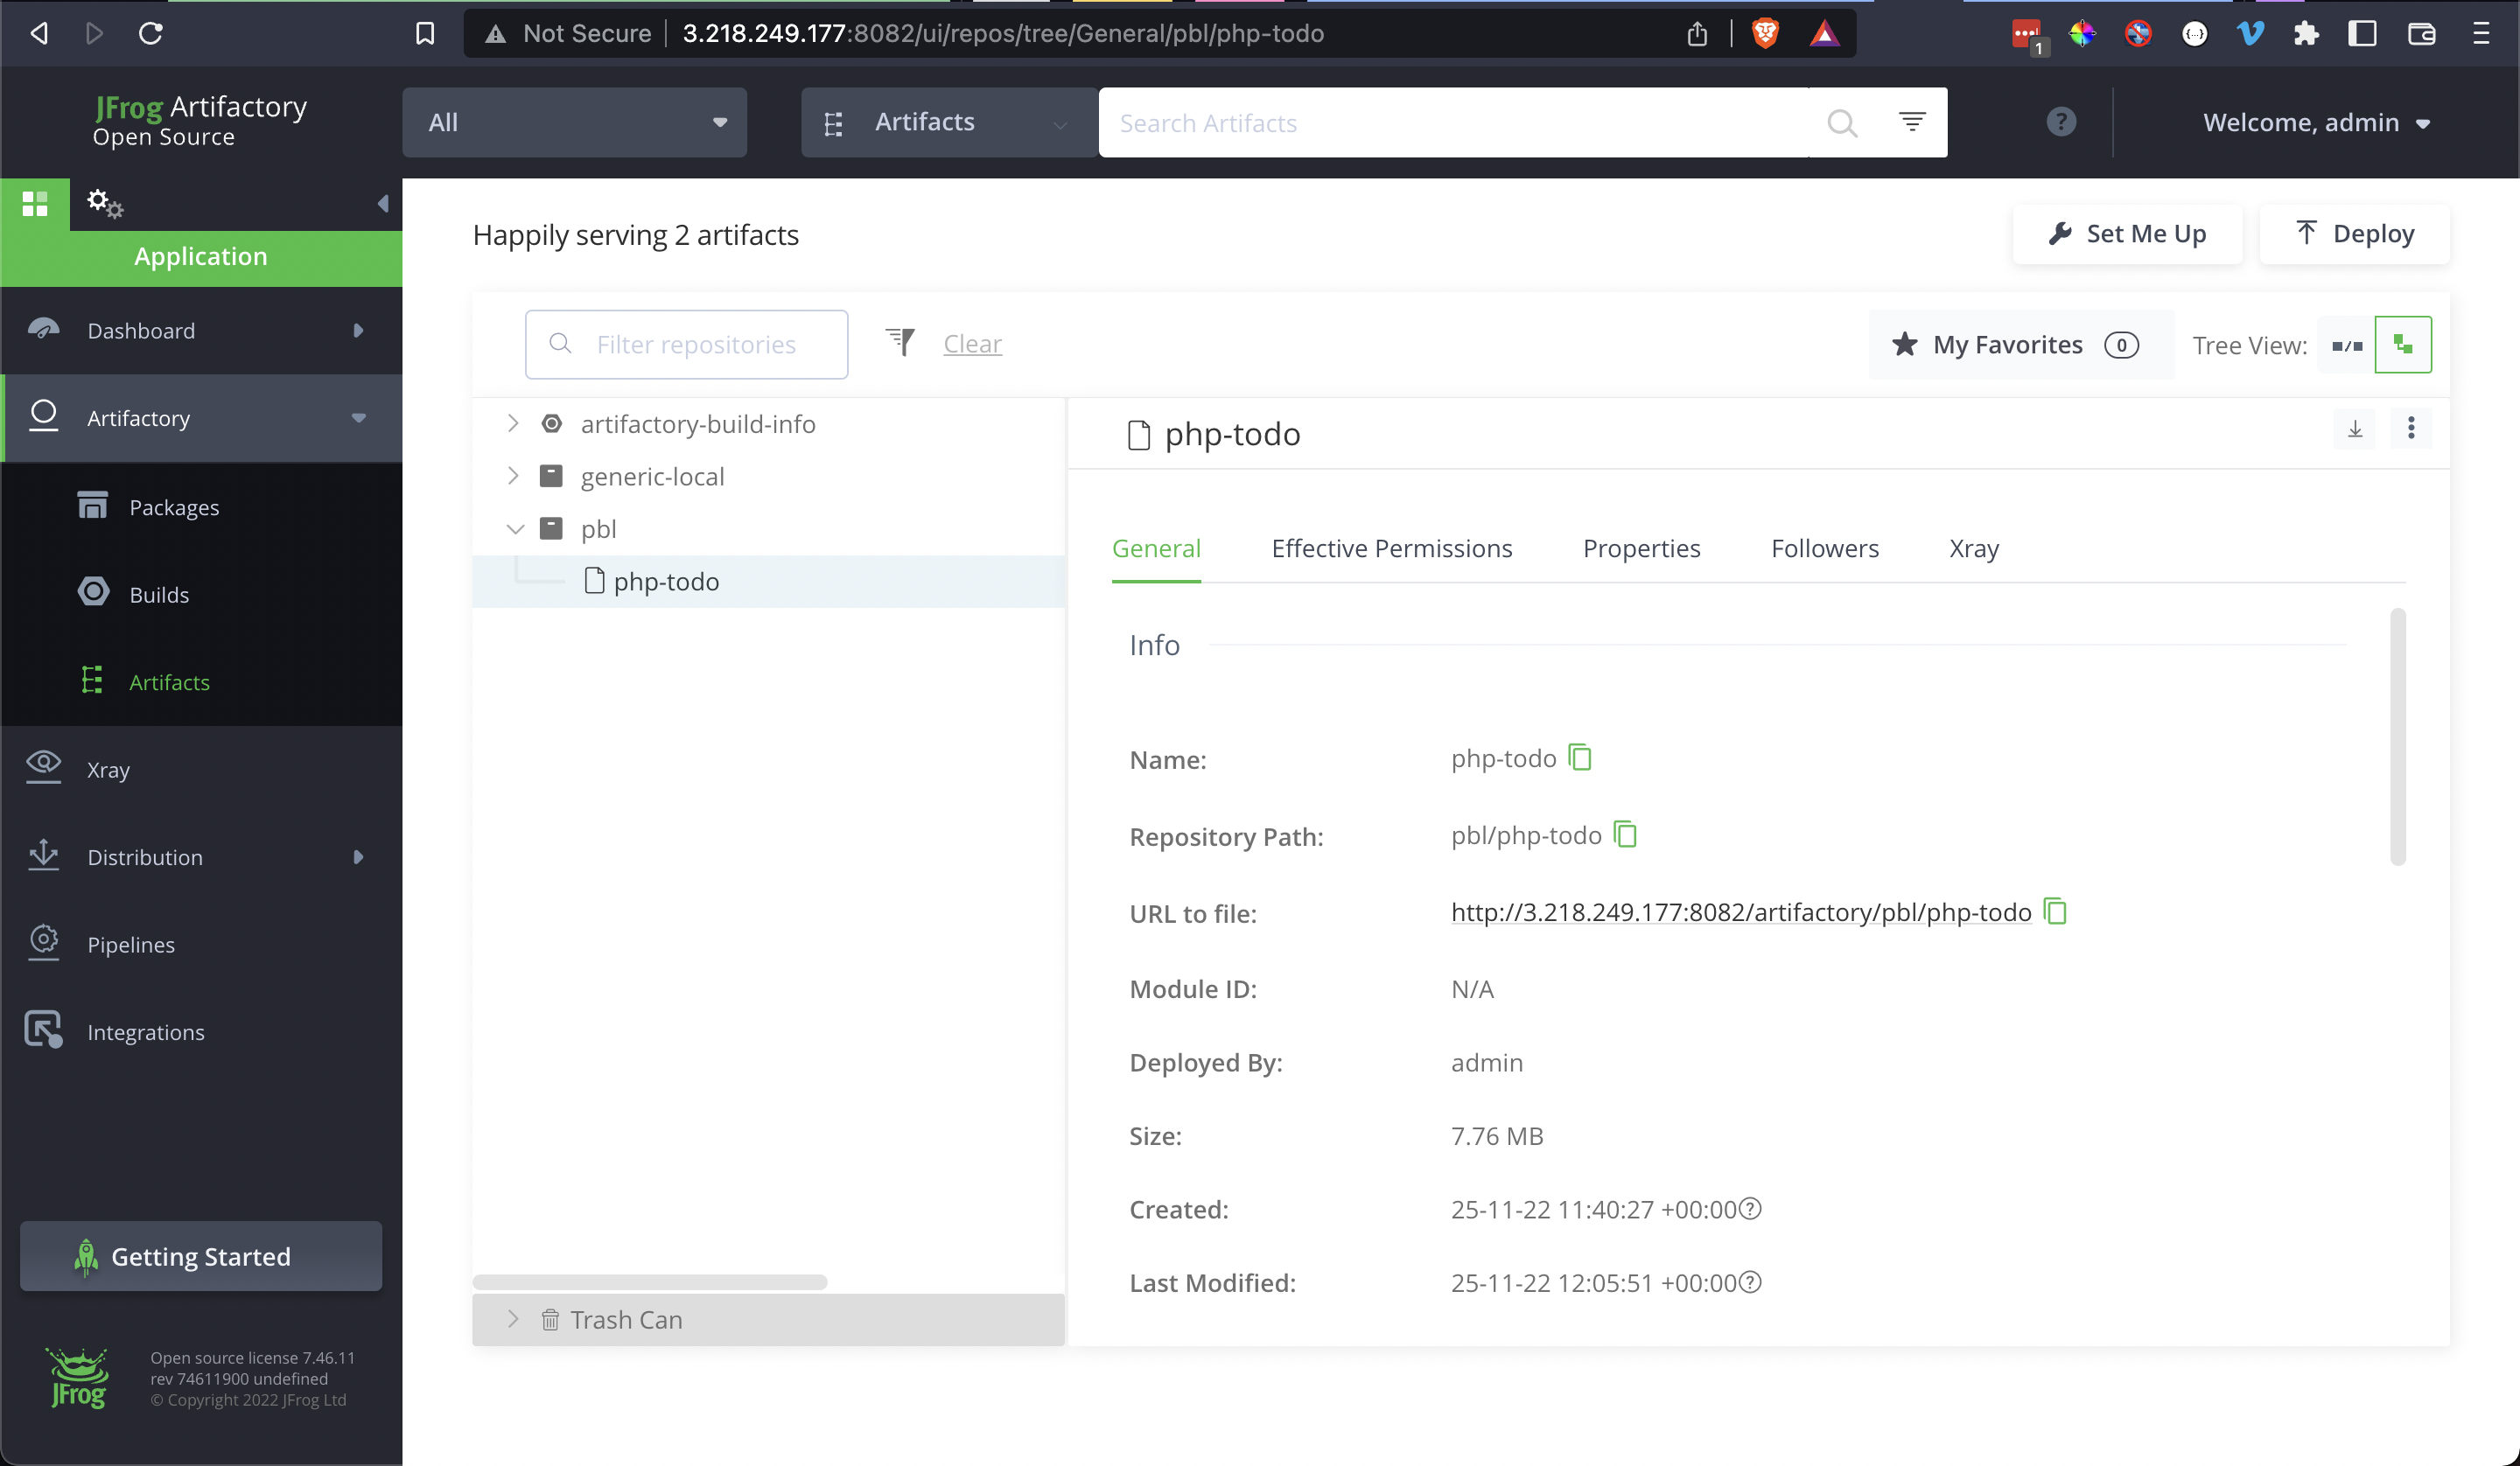 Not Secure 3.218.249.177:8082/ui/repos/tree/General/pbl/php-todo
1
JFrog Artifactory
Open Source
All
Artifacts
Search Artifacts
?
Welcome, admin
Application
Happily serving 2 artifacts
Set Me Up
Deploy
Dashboard
Artifactory
Packages
Builds
Artifacts
Xray
Distribution
Pipelines
Integrations
Getting Started
JFrog
Open source license 7.46.11
rev 74611900 undefined
© Copyright 2022 JFrog Ltd
Filter repositories
Clear
My Favorites 0
Tree View:
artifactory-build-info
generic-local
pbl
php-todo
Trash Can
php-todo
General Effective Permissions Properties Followers Xray
Info
Name: php-todo
Repository Path: pbl/php-todo
URL to file: http://3.218.249.177:8082/artifactory/pbl/php-todo
Module ID: N/A
Deployed By: admin
Size: 7.76 MB
Created: 25-11-22 11:40:27 +00:00?
Last Modified: 25-11-22 12:05:51 +00:00?